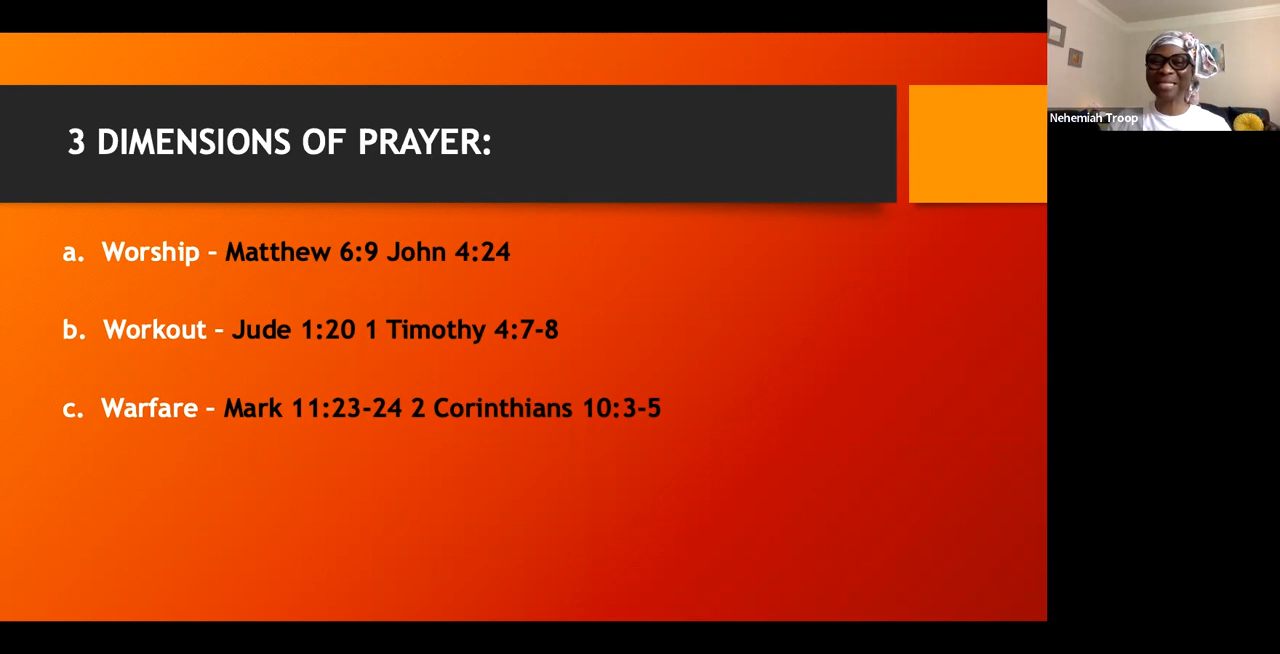 3 DIMENSIONS OF PRAYER:
a. Worship – Matthew 6:9 John 4:24
b. Workout – Jude 1:20 1 Timothy 4:7-8
c. Warfare – Mark 11:23-24 2 Corinthians 10:3-5
Nehemiah Troop